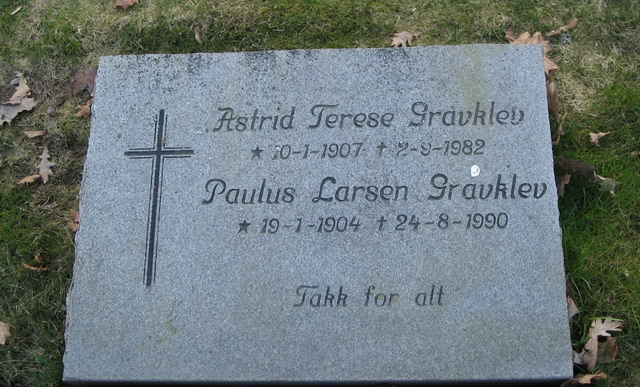 Astrid Terese Gravklev
★ 10-1-1907 ✝ 2-9-1982
Paulus Larsen Gravklev
★ 19-1-1904 ✝ 24-8-1990
Takk for alt